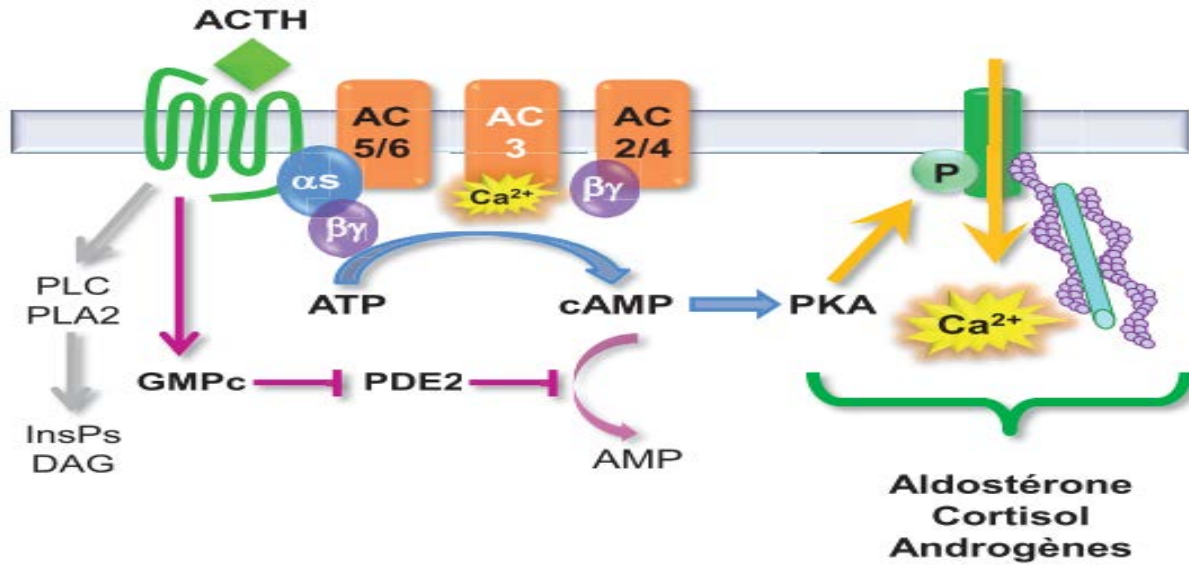 ACTH
AC
5/6
AC
3
AC
2/4
αs
βγ
Ca²⁺
βγ
P
PLC
PLA2
ATP
cAMP
PKA
Ca²⁺
GMPc
PDE2
InsPs
DAG
AMP
Aldostérone
Cortisol
Androgènes